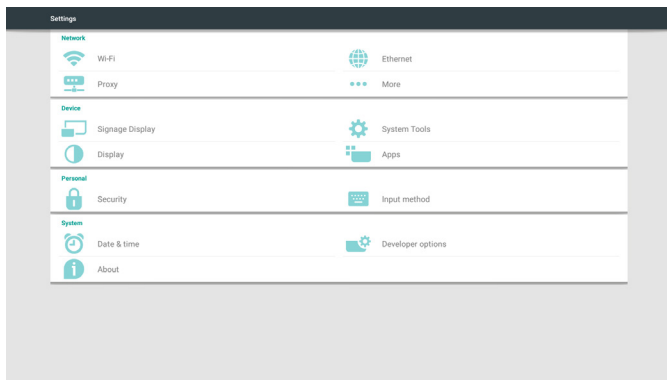 Settings
Network
Wi-Fi
Ethernet
Proxy
More
Device
Signage Display
System Tools
Display
Apps
Personal
Security
Input method
System
Date & time
Developer options
About